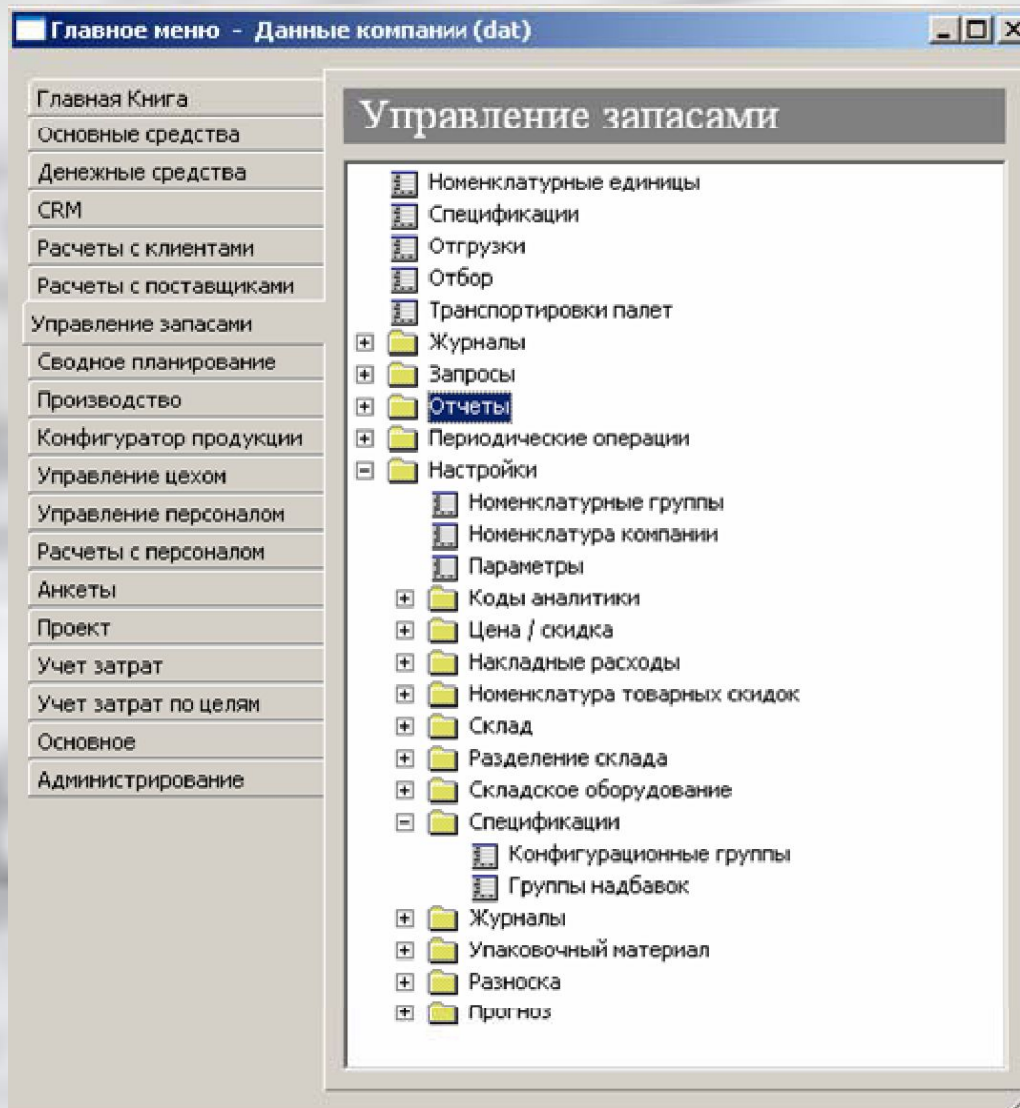 Главное меню - Данные компании (dat)
Главная Книга
Основные средства
Денежные средства
CRM
Расчеты с клиентами
Расчеты с поставщиками
Управление запасами
Сводное планирование
Производство
Конфигуратор продукции
Управление цехом
Управление персоналом
Расчеты с персоналом
Анкеты
Проект
Учет затрат
Учет затрат по целям
Основное
Администрирование
Управление запасами
Номенклатурные единицы
Спецификации
Отгрузки
Отбор
Транспортировки палет
Журналы
Запросы
Отчеты
Периодические операции
Настройки
Номенклатурные группы
Номенклатура компании
Параметры
Коды аналитики
Цена / скидка
Накладные расходы
Номенклатура товарных скидок
Склад
Разделение склада
Складское оборудование
Спецификации
Конфигурационные группы
Группы надбавок
Журналы
Упаковочный материал
Разноска
Прогноз